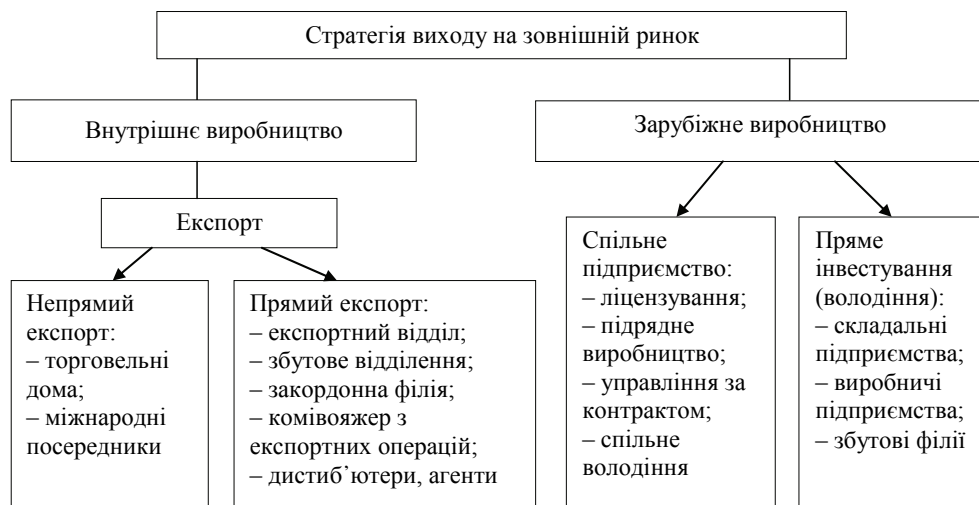 Стратегія виходу на зовнішній ринок
Внутрішнє виробництво
Зарубіжне виробництво
Експорт
Непрямий
експорт:
– торговельні
дома;
– міжнародні
посередники
Прямий експорт:
– експортний відділ;
– збутове відділення;
– закордонна філія;
– комівояжер з
експортних операцій;
– дистиб’ютери, агенти
Спільне
підприємство:
– ліцензування;
– підрядне
виробництво;
– управління за
контрактом;
– спільне
володіння
Пряме
інвестування
(володіння):
– складальні
підприємства;
– виробничі
підприємства;
– збутові філії